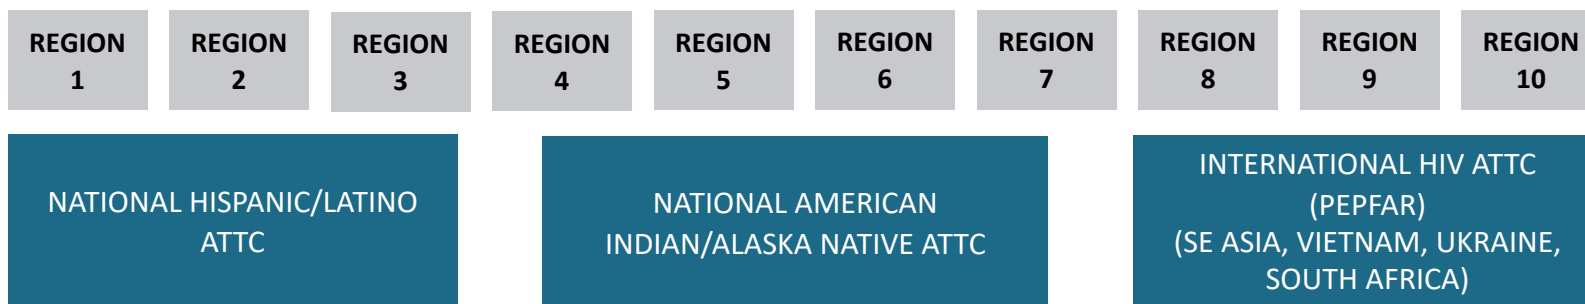 REGION
1
REGION
2
REGION
3
REGION
4
REGION
5
REGION
6
REGION
7
REGION
8
REGION
9
REGION
10
NATIONAL HISPANIC/LATINO
ATTC
NATIONAL AMERICAN
INDIAN/ALASKA NATIVE ATTC
INTERNATIONAL HIV ATTC
(PEPFAR)
(SE ASIA, VIETNAM, UKRAINE,
SOUTH AFRICA)